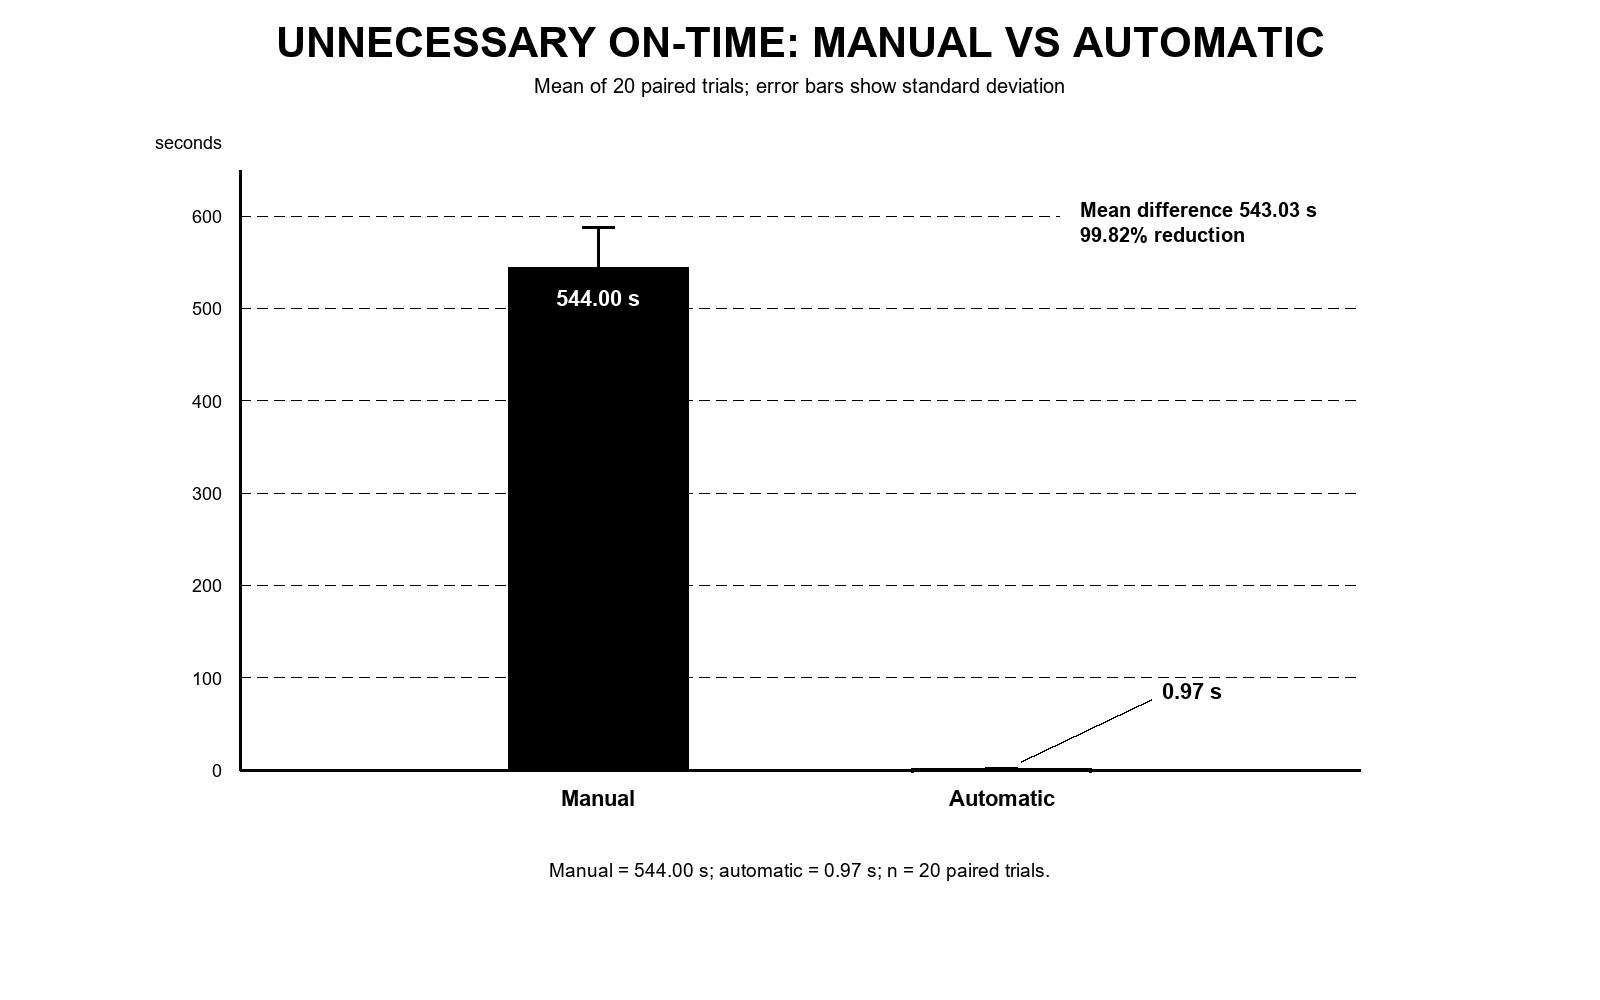 UNNECESSARY ON-TIME: MANUAL VS AUTOMATIC
Mean of 20 paired trials; error bars show standard deviation
seconds
600
Mean difference 543.03 s
99.82% reduction
544.00 s
500
400
300
200
100
0.97 s
0
Manual
Automatic
Manual = 544.00 s; automatic = 0.97 s; n = 20 paired trials.